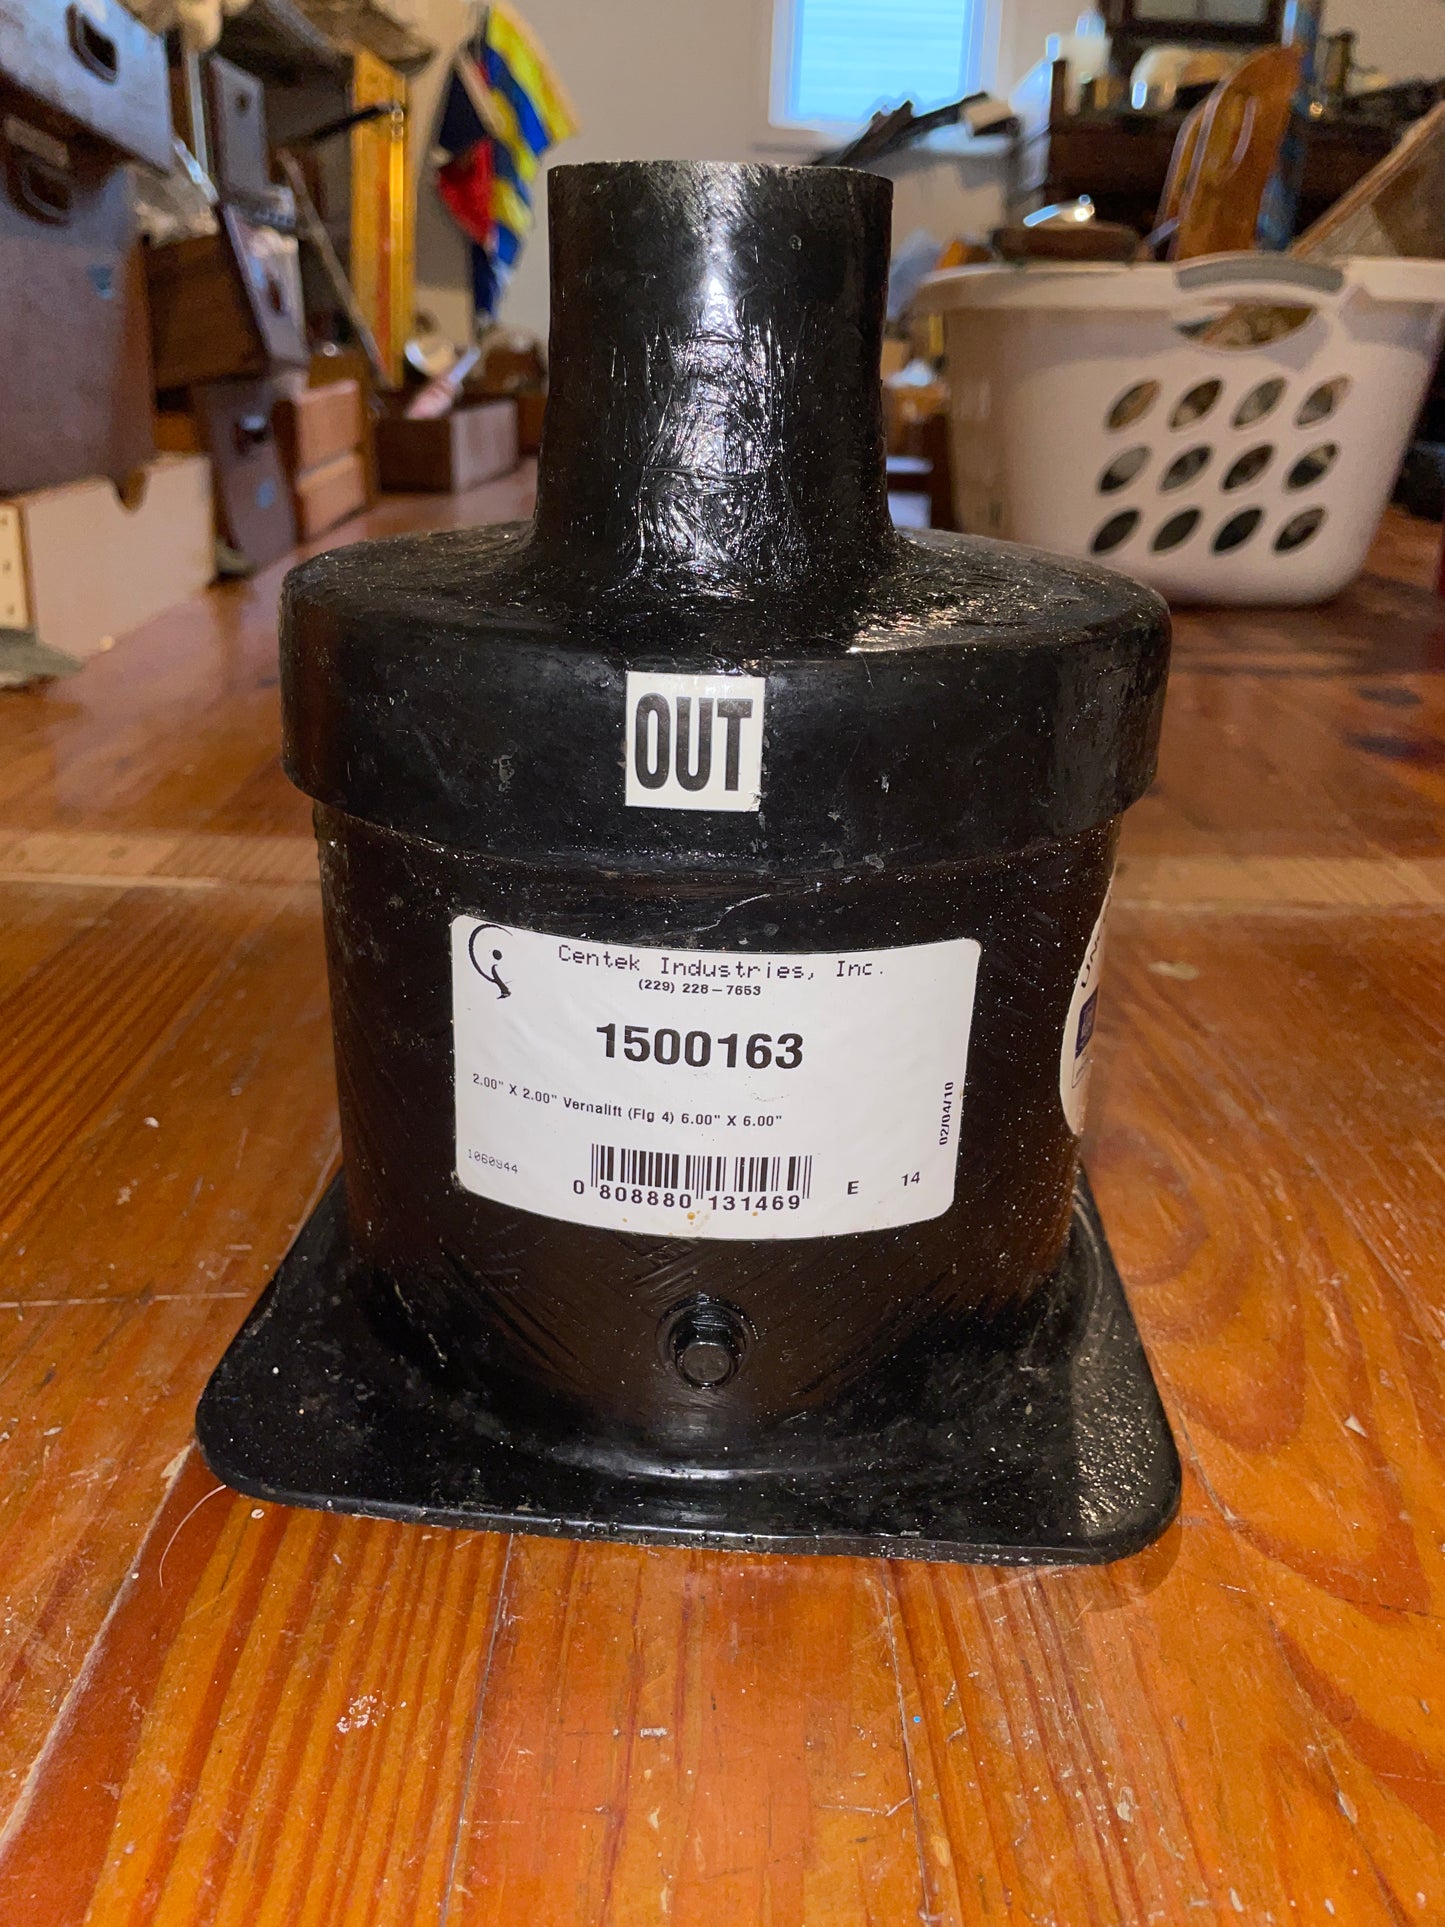 OUT
Centek Industries, Inc.
(229) 228-7653
1500163
2.00" X 2.00" Vernalift (Fig 4) 6.00" X 6.00"
02/04/10
1060944
0 808880 131469
E 14